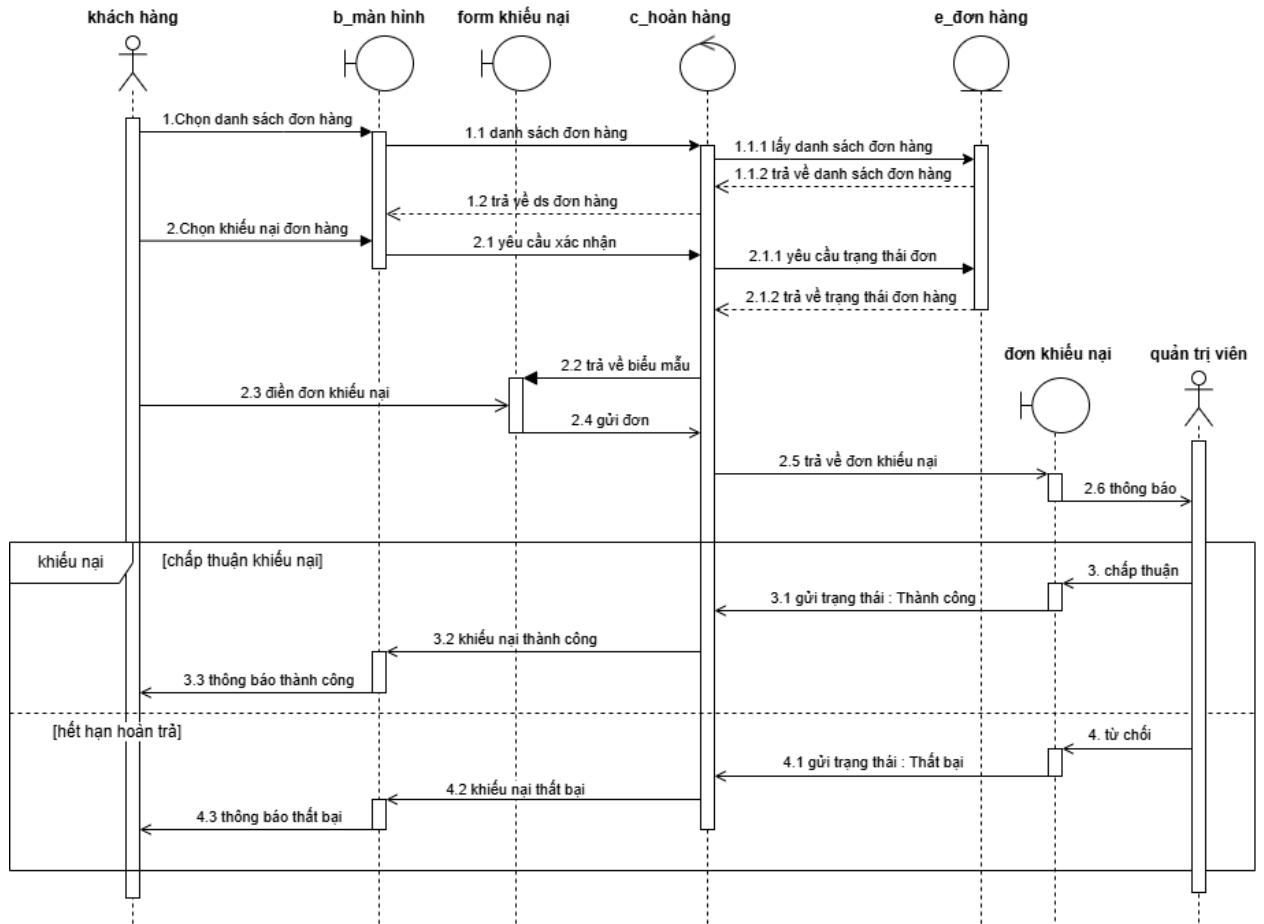 khách hàng
b_màn hình
form khiếu nại
c_hoàn hàng
e_đơn hàng
1.Chọn danh sách đơn hàng
1.1 danh sách đơn hàng
1.1.1 lấy danh sách đơn hàng
1.1.2 trả về danh sách đơn hàng
1.2 trả về ds đơn hàng
2.Chọn khiếu nại đơn hàng
2.1 yêu cầu xác nhận
2.1.1 yêu cầu trạng thái đơn
2.1.2 trả về trạng thái đơn hàng
đơn khiếu nại
quản trị viên
2.2 trả về biểu mẫu
2.3 điền đơn khiếu nại
2.4 gửi đơn
2.5 trả về đơn khiếu nại
2.6 thông báo
khiếu nại
[chấp thuận khiếu nại]
3. chấp thuận
3.1 gửi trạng thái : Thành công
3.2 khiếu nại thành công
3.3 thông báo thành công
[hết hạn hoàn trả]
4. từ chối
4.1 gửi trạng thái : Thất bại
4.2 khiếu nại thất bại
4.3 thông báo thất bại